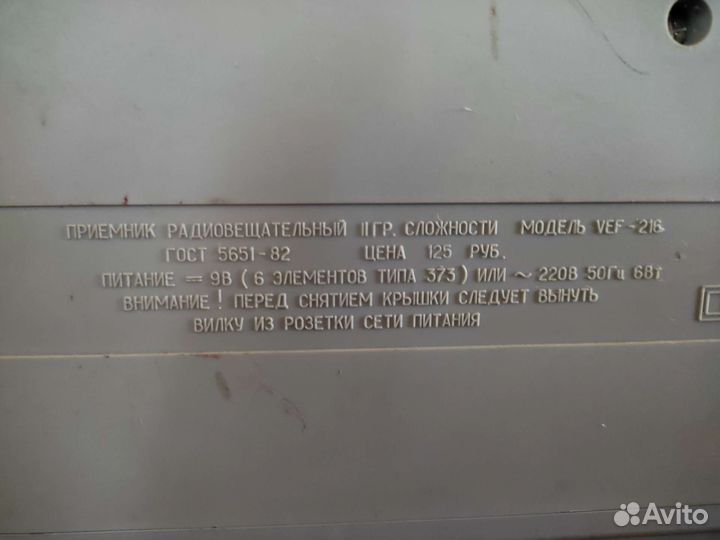 ПРИЕМНИК РАДИОВЕЩАТЕЛЬНЫЙ II ГР. СЛОЖНОСТИ МОДЕЛЬ VEF-216
ГОСТ 5651-82 ЦЕНА 125 РУБ.
ПИТАНИЕ = 9В ( 6 ЭЛЕМЕНТОВ ТИПА 373 ) ИЛИ ~ 220В 50Гц 6Вт
ВНИМАНИЕ ! ПЕРЕД СНЯТИЕМ КРЫШКИ СЛЕДУЕТ ВЫНУТЬ
ВИЛКУ ИЗ РОЗЕТКИ СЕТИ ПИТАНИЯ
Avito